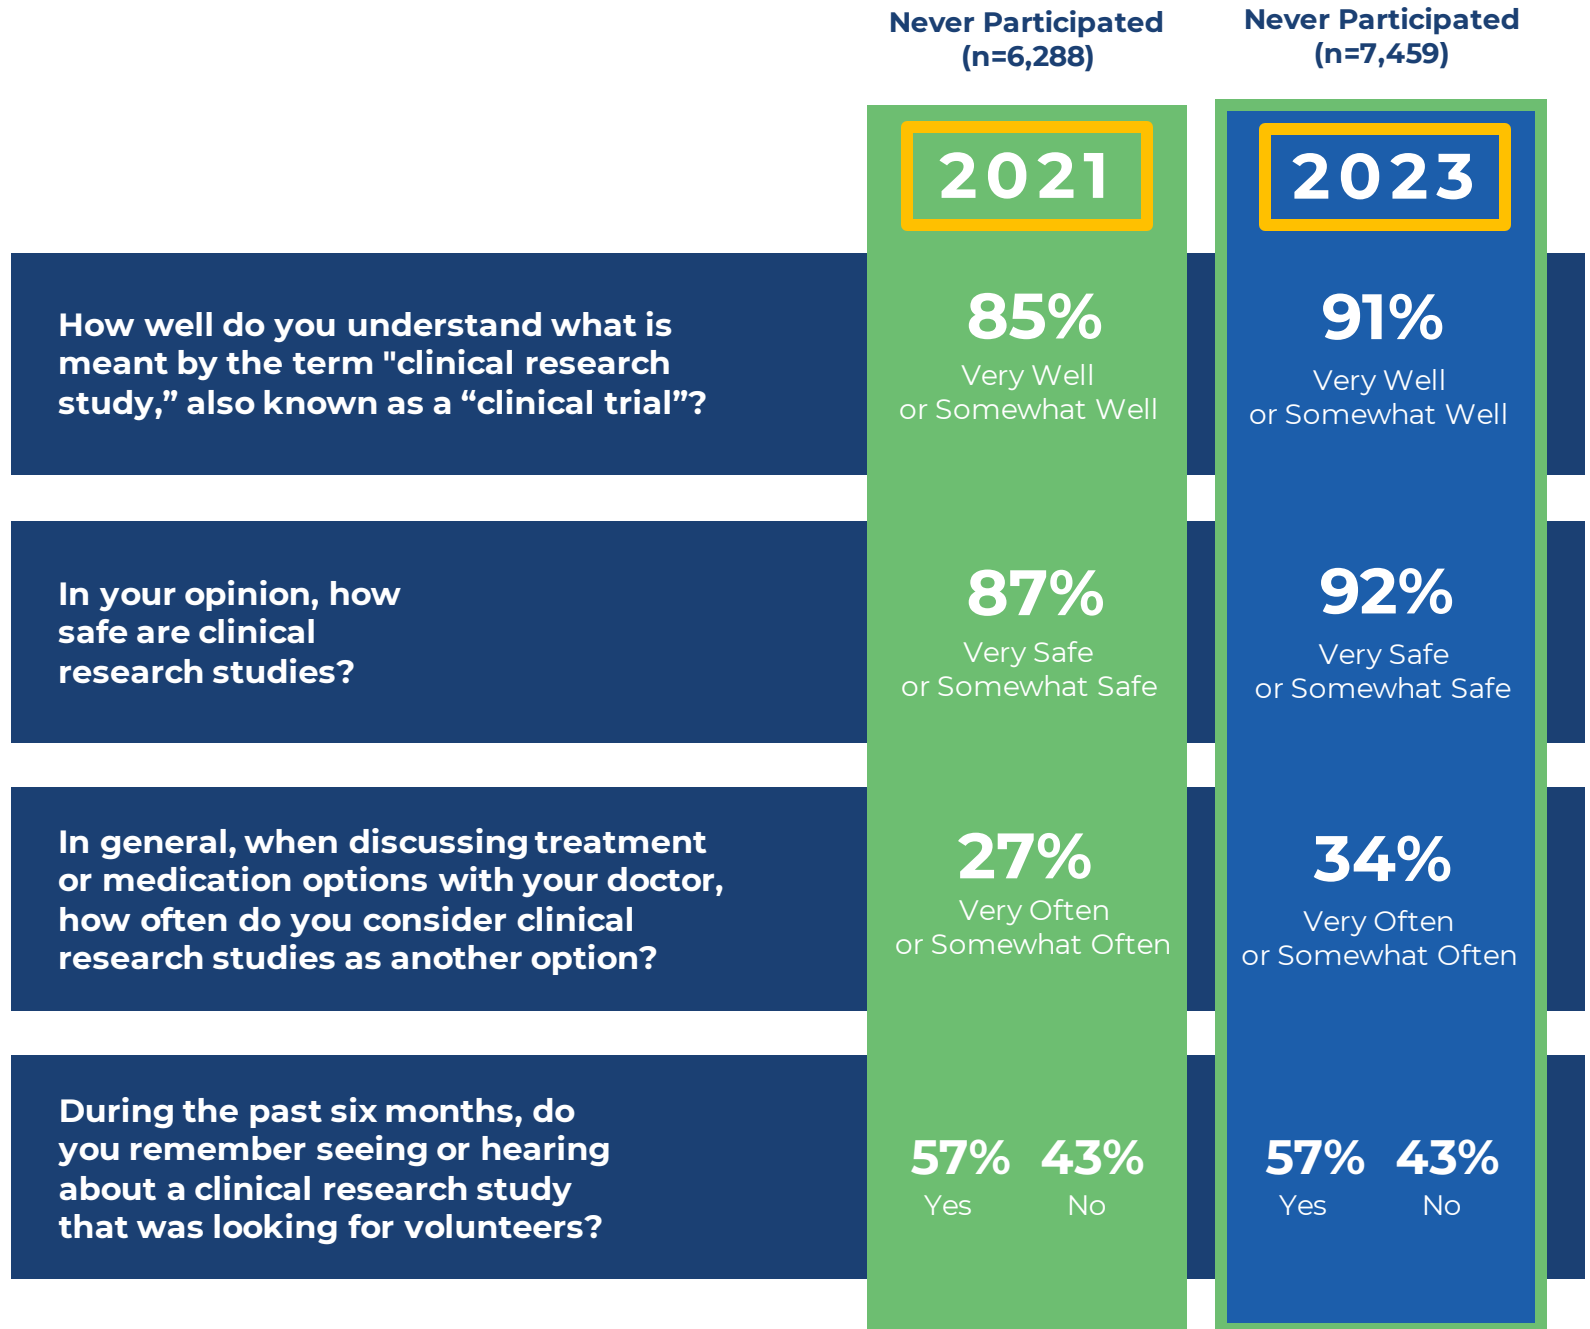 Never Participated
(n=6,288)
Never Participated
(n=7,459)
2021
2023
How well do you understand what is
meant by the term "clinical research
study,” also known as a “clinical trial”?
85%
Very Well
or Somewhat Well
91%
Very Well
or Somewhat Well
In your opinion, how
safe are clinical
research studies?
87%
Very Safe
or Somewhat Safe
92%
Very Safe
or Somewhat Safe
In general, when discussing treatment
or medication options with your doctor,
how often do you consider clinical
research studies as another option?
27%
Very Often
or Somewhat Often
34%
Very Often
or Somewhat Often
During the past six months, do
you remember seeing or hearing
about a clinical research study
that was looking for volunteers?
57% 43%
Yes No
57% 43%
Yes No